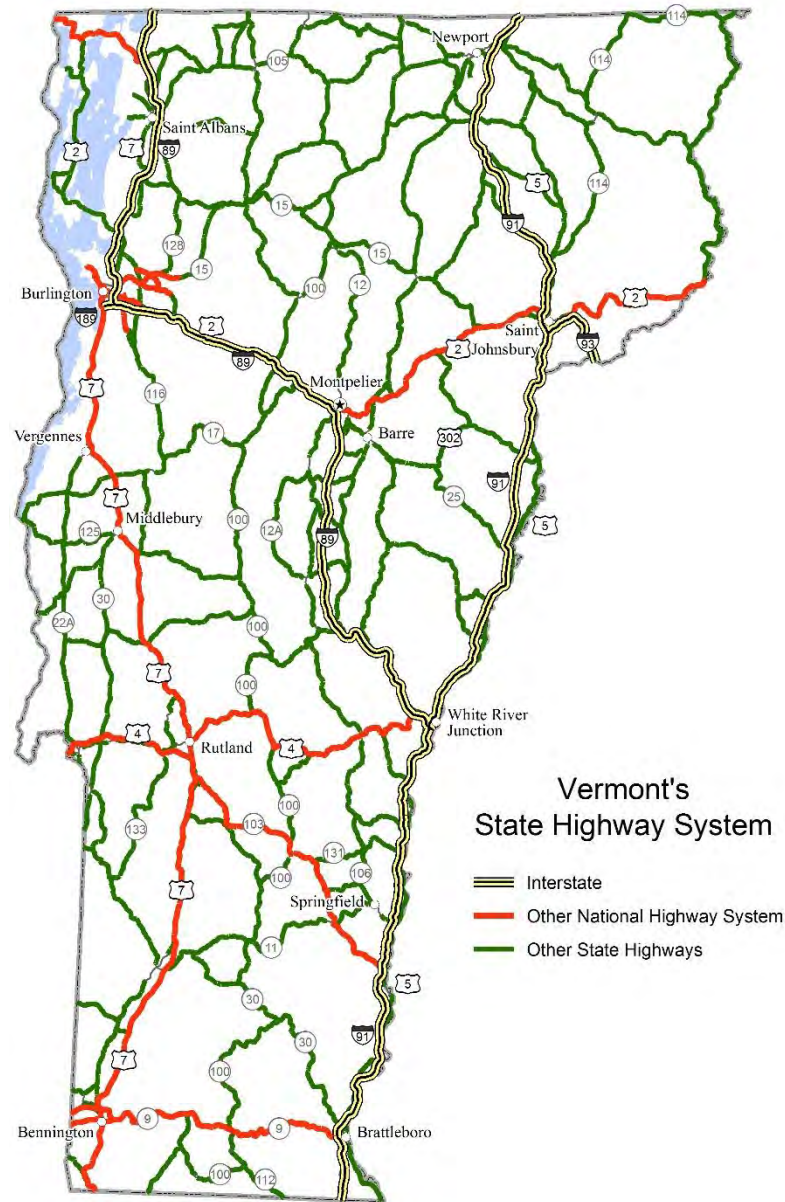 114
Newport
105
114
Saint Albans
2
7
89
5
114
15
91
128
15
15
Burlington
100
12
2
189
2
Saint
Johnsbury
89
2
93
Montpelier
7
116
Vergennes
17
Barre
302
91
7
25
Middlebury
100
12A
5
125
89
30
22A
100
7
100
White River
Junction
4
Rutland
4
Vermont's
State Highway System
100
133
103
131
Interstate
7
100
106
Springfield
Other National Highway System
11
Other State Highways
5
30
91
30
7
100
Bennington
9
9
Brattleboro
100
112